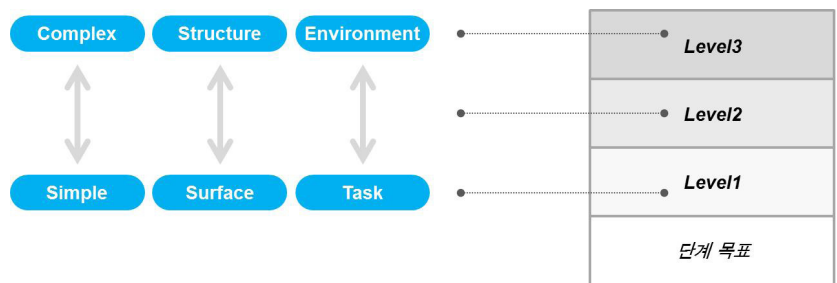 Complex Structure Environment
Simple Surface Task
Level3
Level2
Level1
단계 목표